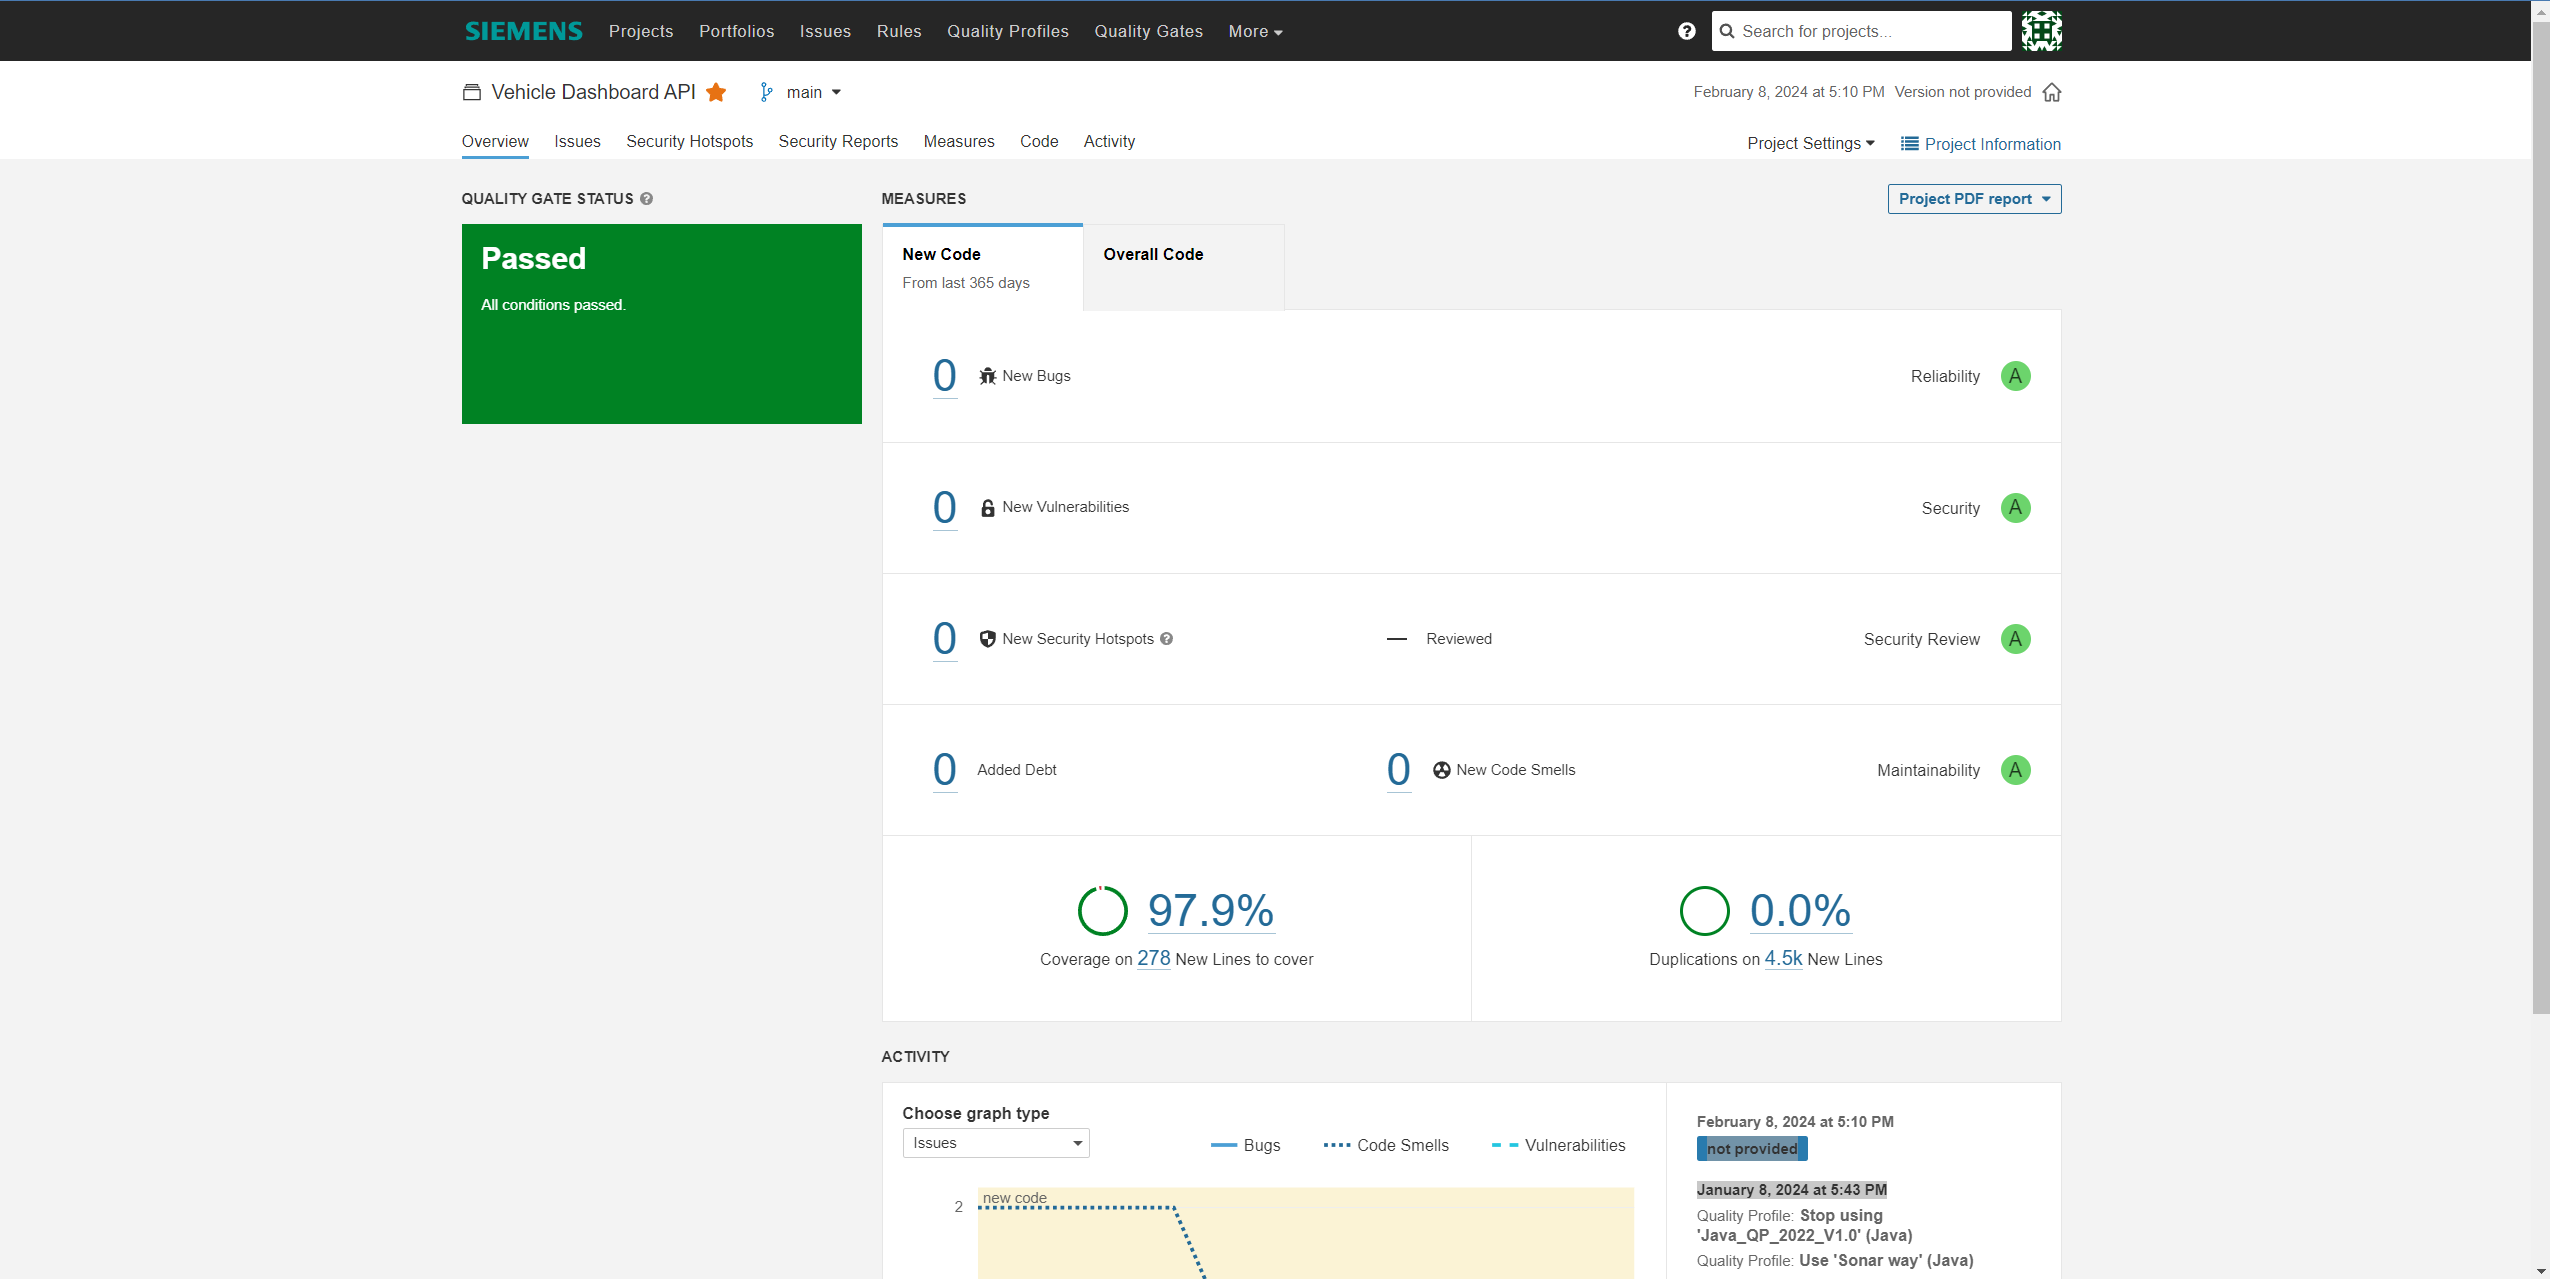 SIEMENS Projects Portfolios Issues Rules Quality Profiles Quality Gates More ? Search for projects...
Vehicle Dashboard API main February 8, 2024 at 5:10 PM Version not provided
Overview Issues Security Hotspots Security Reports Measures Code Activity Project Settings Project Information
QUALITY GATE STATUS ? MEASURES Project PDF report
Passed
All conditions passed.
New Code Overall Code
From last 365 days
0 New Bugs Reliability A
0 New Vulnerabilities Security A
0 New Security Hotspots ? — Reviewed Security Review A
0 Added Debt 0 New Code Smells Maintainability A
97.9% 0.0%
Coverage on 278 New Lines to cover Duplications on 4.5k New Lines
ACTIVITY
Choose graph type
Issues Bugs Code Smells Vulnerabilities
new code
2
February 8, 2024 at 5:10 PM
not provided
January 8, 2024 at 5:43 PM
Quality Profile: Stop using
'Java_QP_2022_V1.0' (Java)
Quality Profile: Use 'Sonar way' (Java)